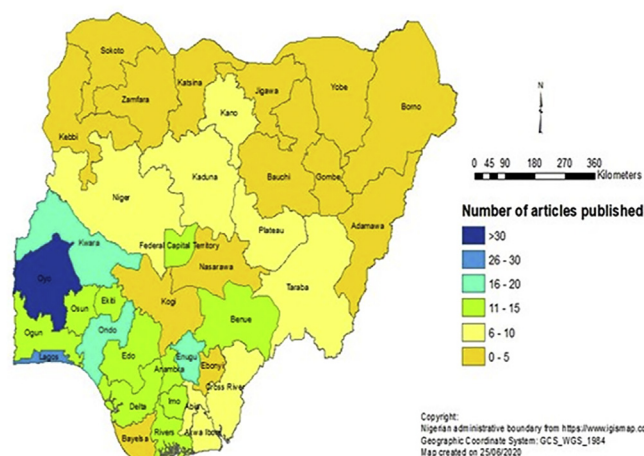 Sokoto
Katsina
Jigawa
Yobe
Zamfara
Kano
Borno
Kebbi
Kaduna
Bauchi
Gombe
Niger
Adamawa
Plateau
Kwara
Federal Capital Territory
Nasarawa
Oyo
Taraba
Kogi
Ekiti
Osun
Benue
Ogun
Ondo
Edo
Enugu
Lagos
Anambra
Ebonyi
Cross River
Delta
Imo
Abia
Rivers
Akwa Ibom
Bayelsa
N
0 45 90 180 270 360
Kilometers
Number of articles published
>30
26 - 30
16 - 20
11 - 15
6 - 10
0 - 5
Copyright:
Nigerian administrative boundary from https://www.igismap.co
Geographic Coordinate System: GCS_WGS_1984
Map created on 25/06/2020